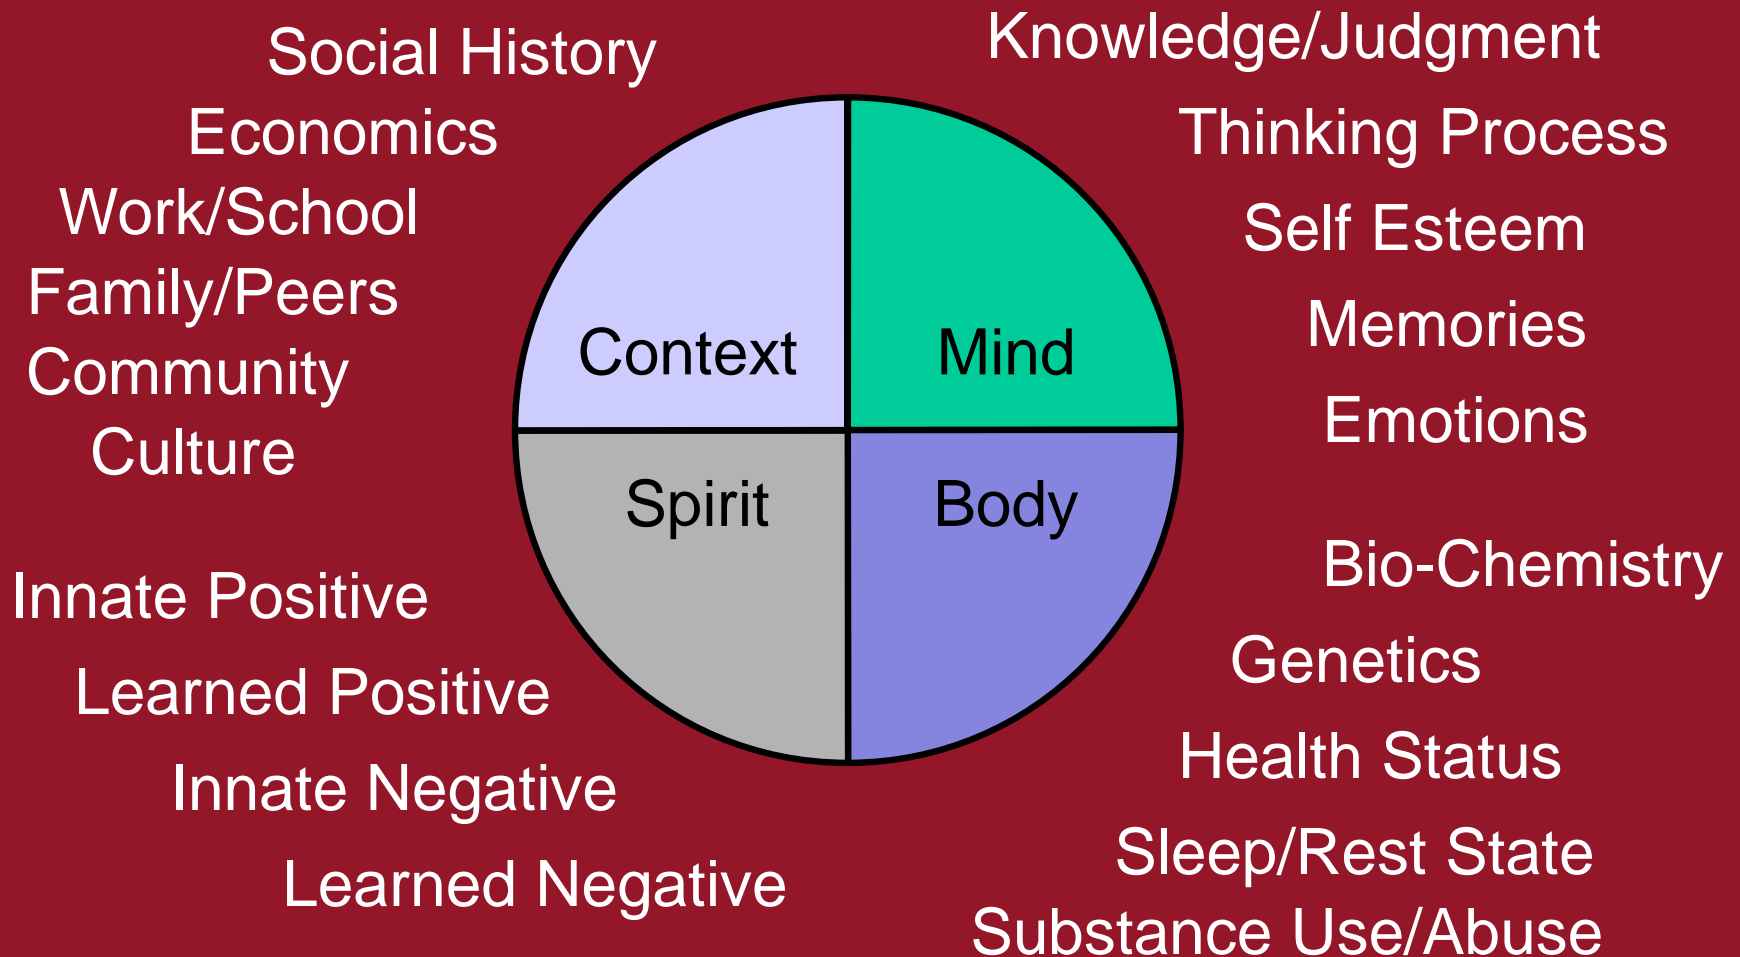 Social History
Economics
Work/School
Family/Peers
Community
Culture
Knowledge/Judgment
Thinking Process
Self Esteem
Memories
Emotions
Context
Mind
Spirit
Body
Innate Positive
Learned Positive
Innate Negative
Learned Negative
Bio-Chemistry
Genetics
Health Status
Sleep/Rest State
Substance Use/Abuse